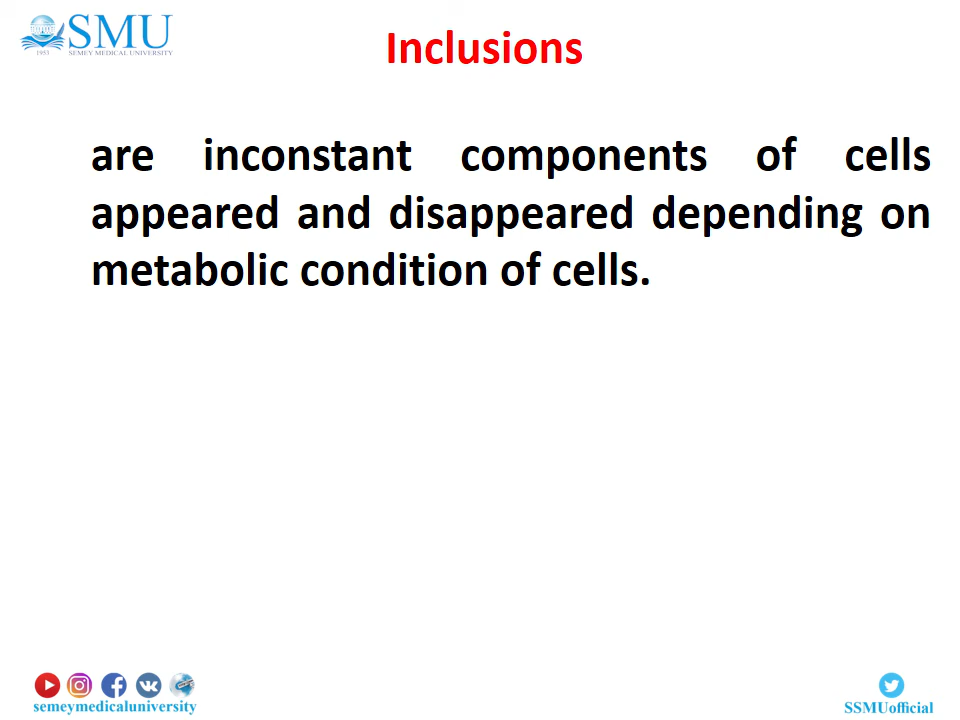 SMU
1953 SEMEY MEDICAL UNIVERSITY
Inclusions
are inconstant components of cells
appeared and disappeared depending on
metabolic condition of cells.
semeymedicaluniversity
SSMUofficial